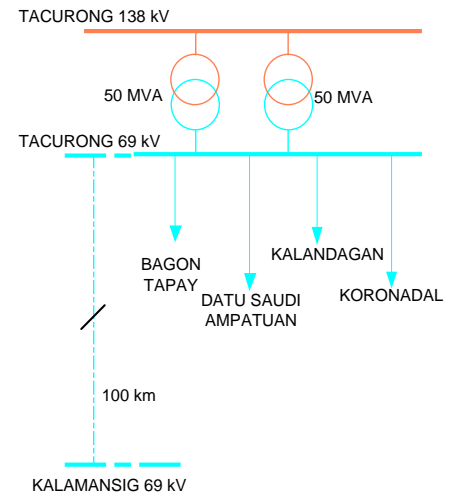 TACURONG 138 kV
50 MVA
50 MVA
TACURONG 69 kV
BAGON
TAPAY
DATU SAUDI
AMPATUAN
KALANDAGAN
KORONADAL
100 km
KALAMANSIG 69 kV